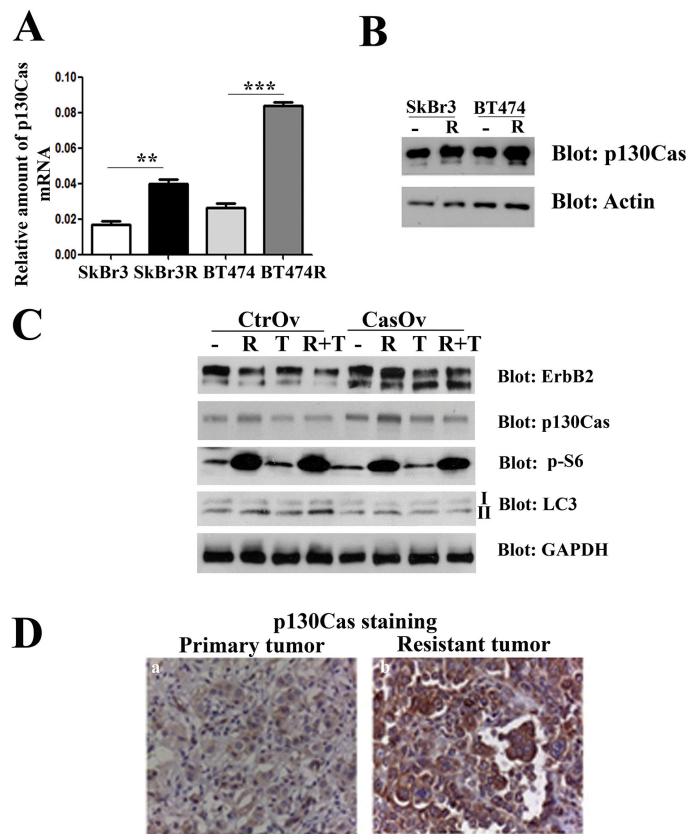 A
Relative amount of p130Cas
mRNA
0.10
0.08
0.06
0.04
0.02
0.00
**
***
SkBr3 SkBr3R BT474 BT474R
B
SkBr3 BT474
- R - R
Blot: p130Cas
Blot: Actin
C
CtrOv CasOv
- R T R+T - R T R+T
Blot: ErbB2
Blot: p130Cas
Blot: p-S6
I
II
Blot: LC3
Blot: GAPDH
D
p130Cas staining
Primary tumor Resistant tumor
a b